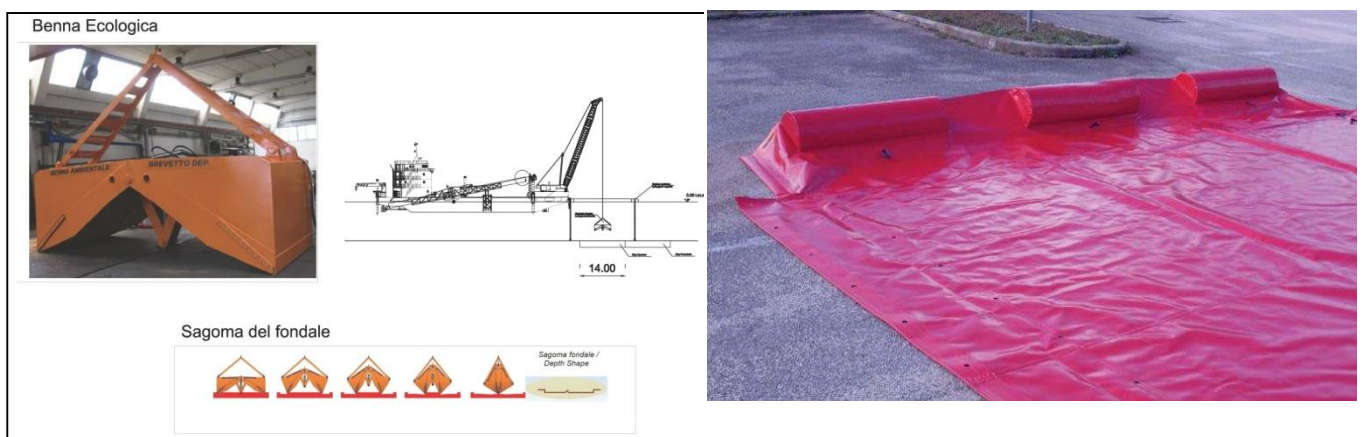 Benna Ecologica
BENNA AMBIENTALE
BREVETTO DEP.
14.00
Sagoma del fondale
Sagoma fondale /
Depth Shape